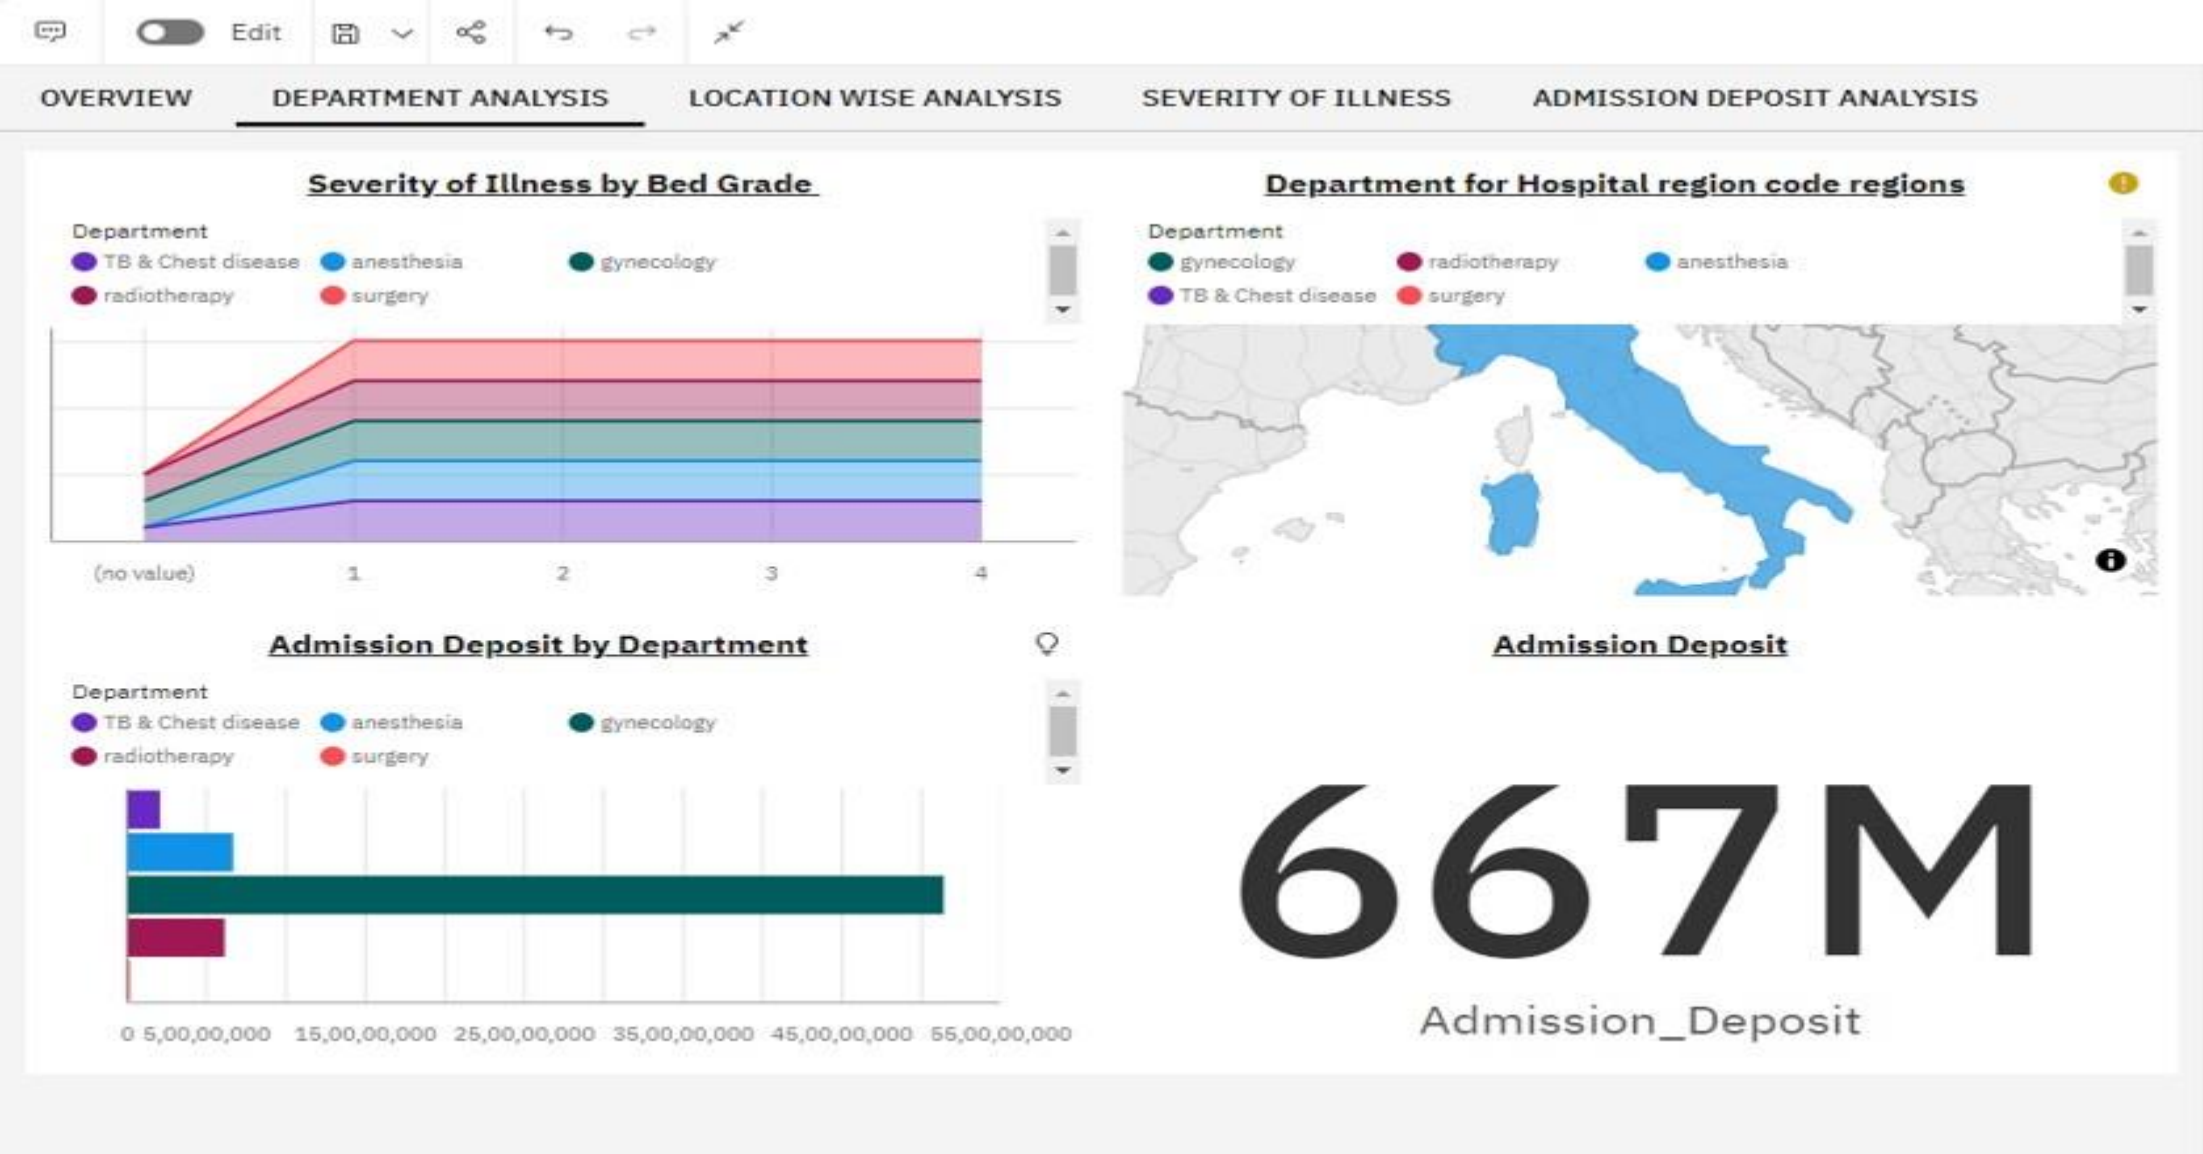 Edit
OVERVIEW DEPARTMENT ANALYSIS LOCATION WISE ANALYSIS SEVERITY OF ILLNESS ADMISSION DEPOSIT ANALYSIS
Severity of Illness by Bed Grade
Department
TB & Chest disease anesthesia gynecology
radiotherapy surgery
(no value) 1 2 3 4
Department for Hospital region code regions
Department
gynecology radiotherapy anesthesia
TB & Chest disease surgery
Admission Deposit by Department
Department
TB & Chest disease anesthesia gynecology
radiotherapy surgery
0 5,00,00,000 15,00,00,000 25,00,00,000 35,00,00,000 45,00,00,000 55,00,00,000
Admission Deposit
667M
Admission_Deposit